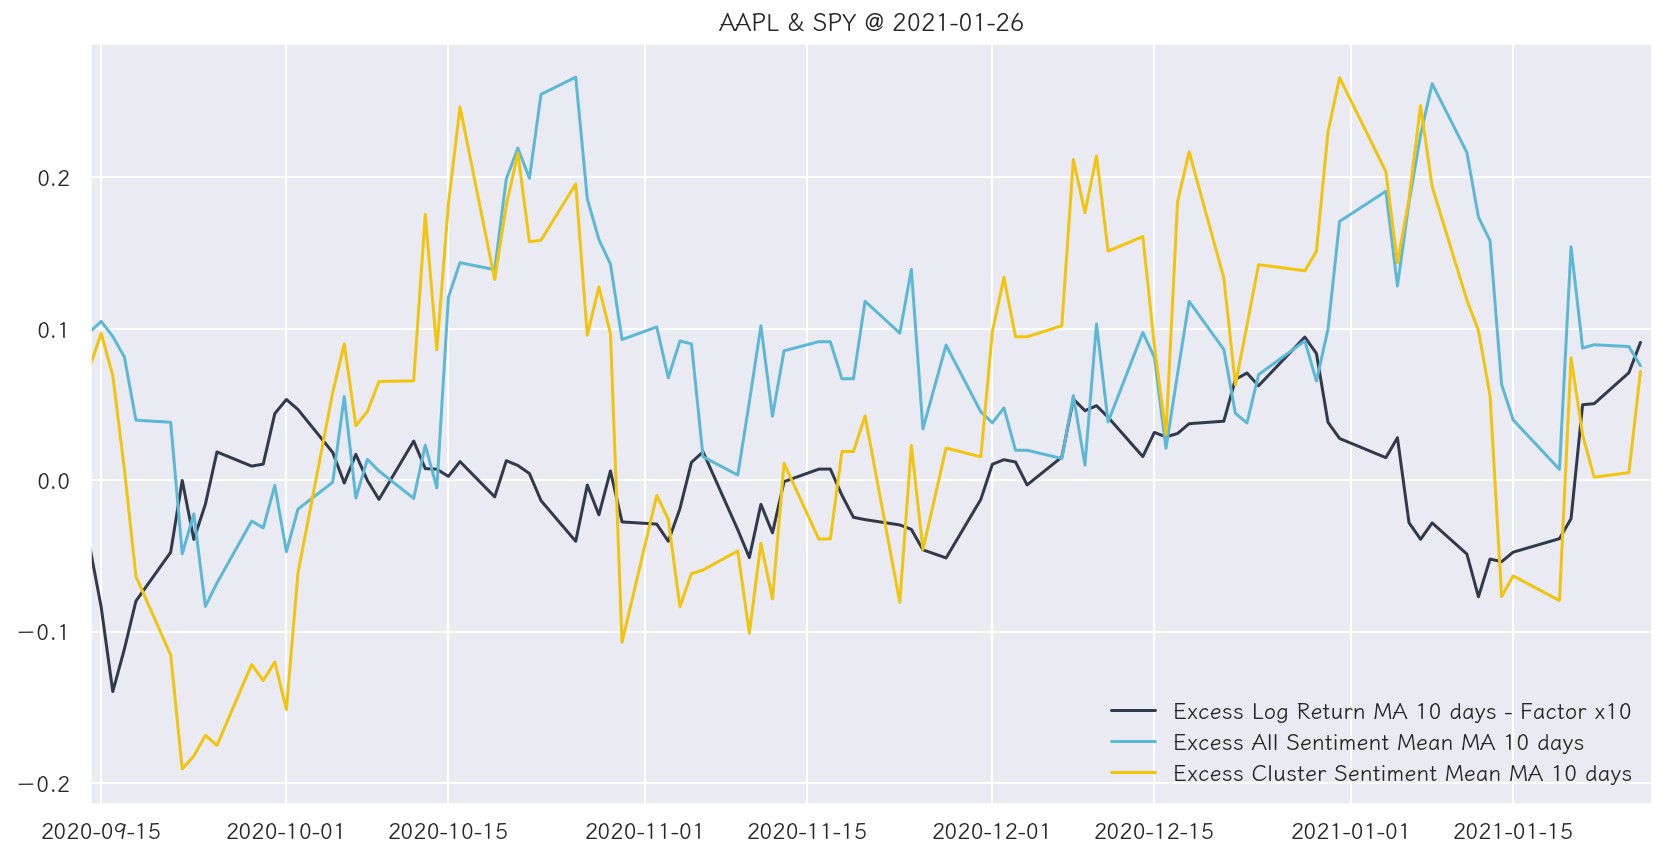 AAPL & SPY @ 2021-01-26
0.2
0.1
0.0
−0.1
−0.2
Excess Log Return MA 10 days - Factor x10
Excess All Sentiment Mean MA 10 days
Excess Cluster Sentiment Mean MA 10 days
2020-09-15 2020-10-01 2020-10-15 2020-11-01 2020-11-15 2020-12-01 2020-12-15 2021-01-01 2021-01-15